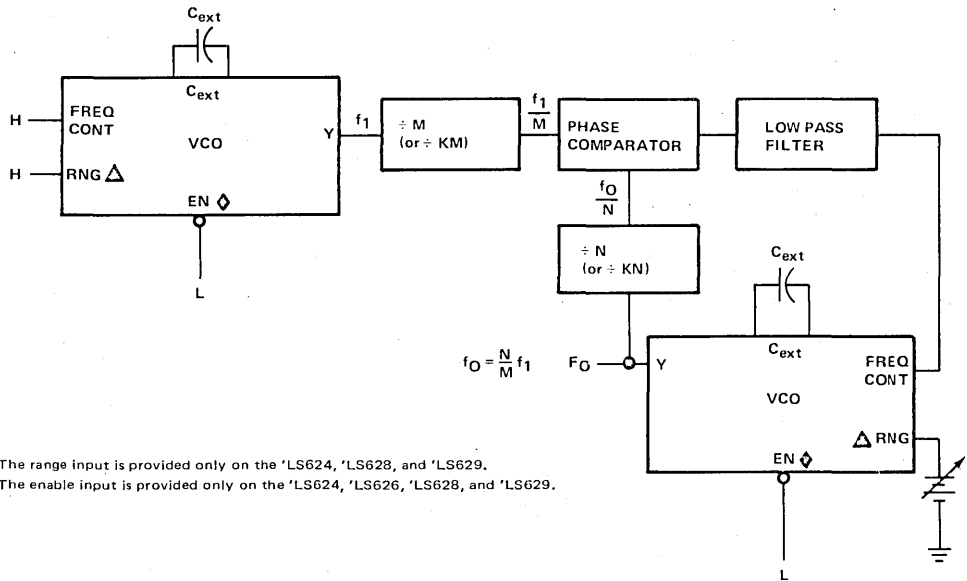 Cext
Cext
H
FREQ
CONT
VCO
Y
H
RNG △
EN ◊
L
f1
÷ M
(or ÷ KM)
f1
M
PHASE
COMPARATOR
LOW PASS
FILTER
fO
N
÷ N
(or ÷ KN)
Cext
fO = N/M f1
FO
Y
Cext
FREQ
CONT
VCO
△ RNG
EN ◊
L
The range input is provided only on the 'LS624, 'LS628, and 'LS629.
The enable input is provided only on the 'LS624, 'LS626, 'LS628, and 'LS629.